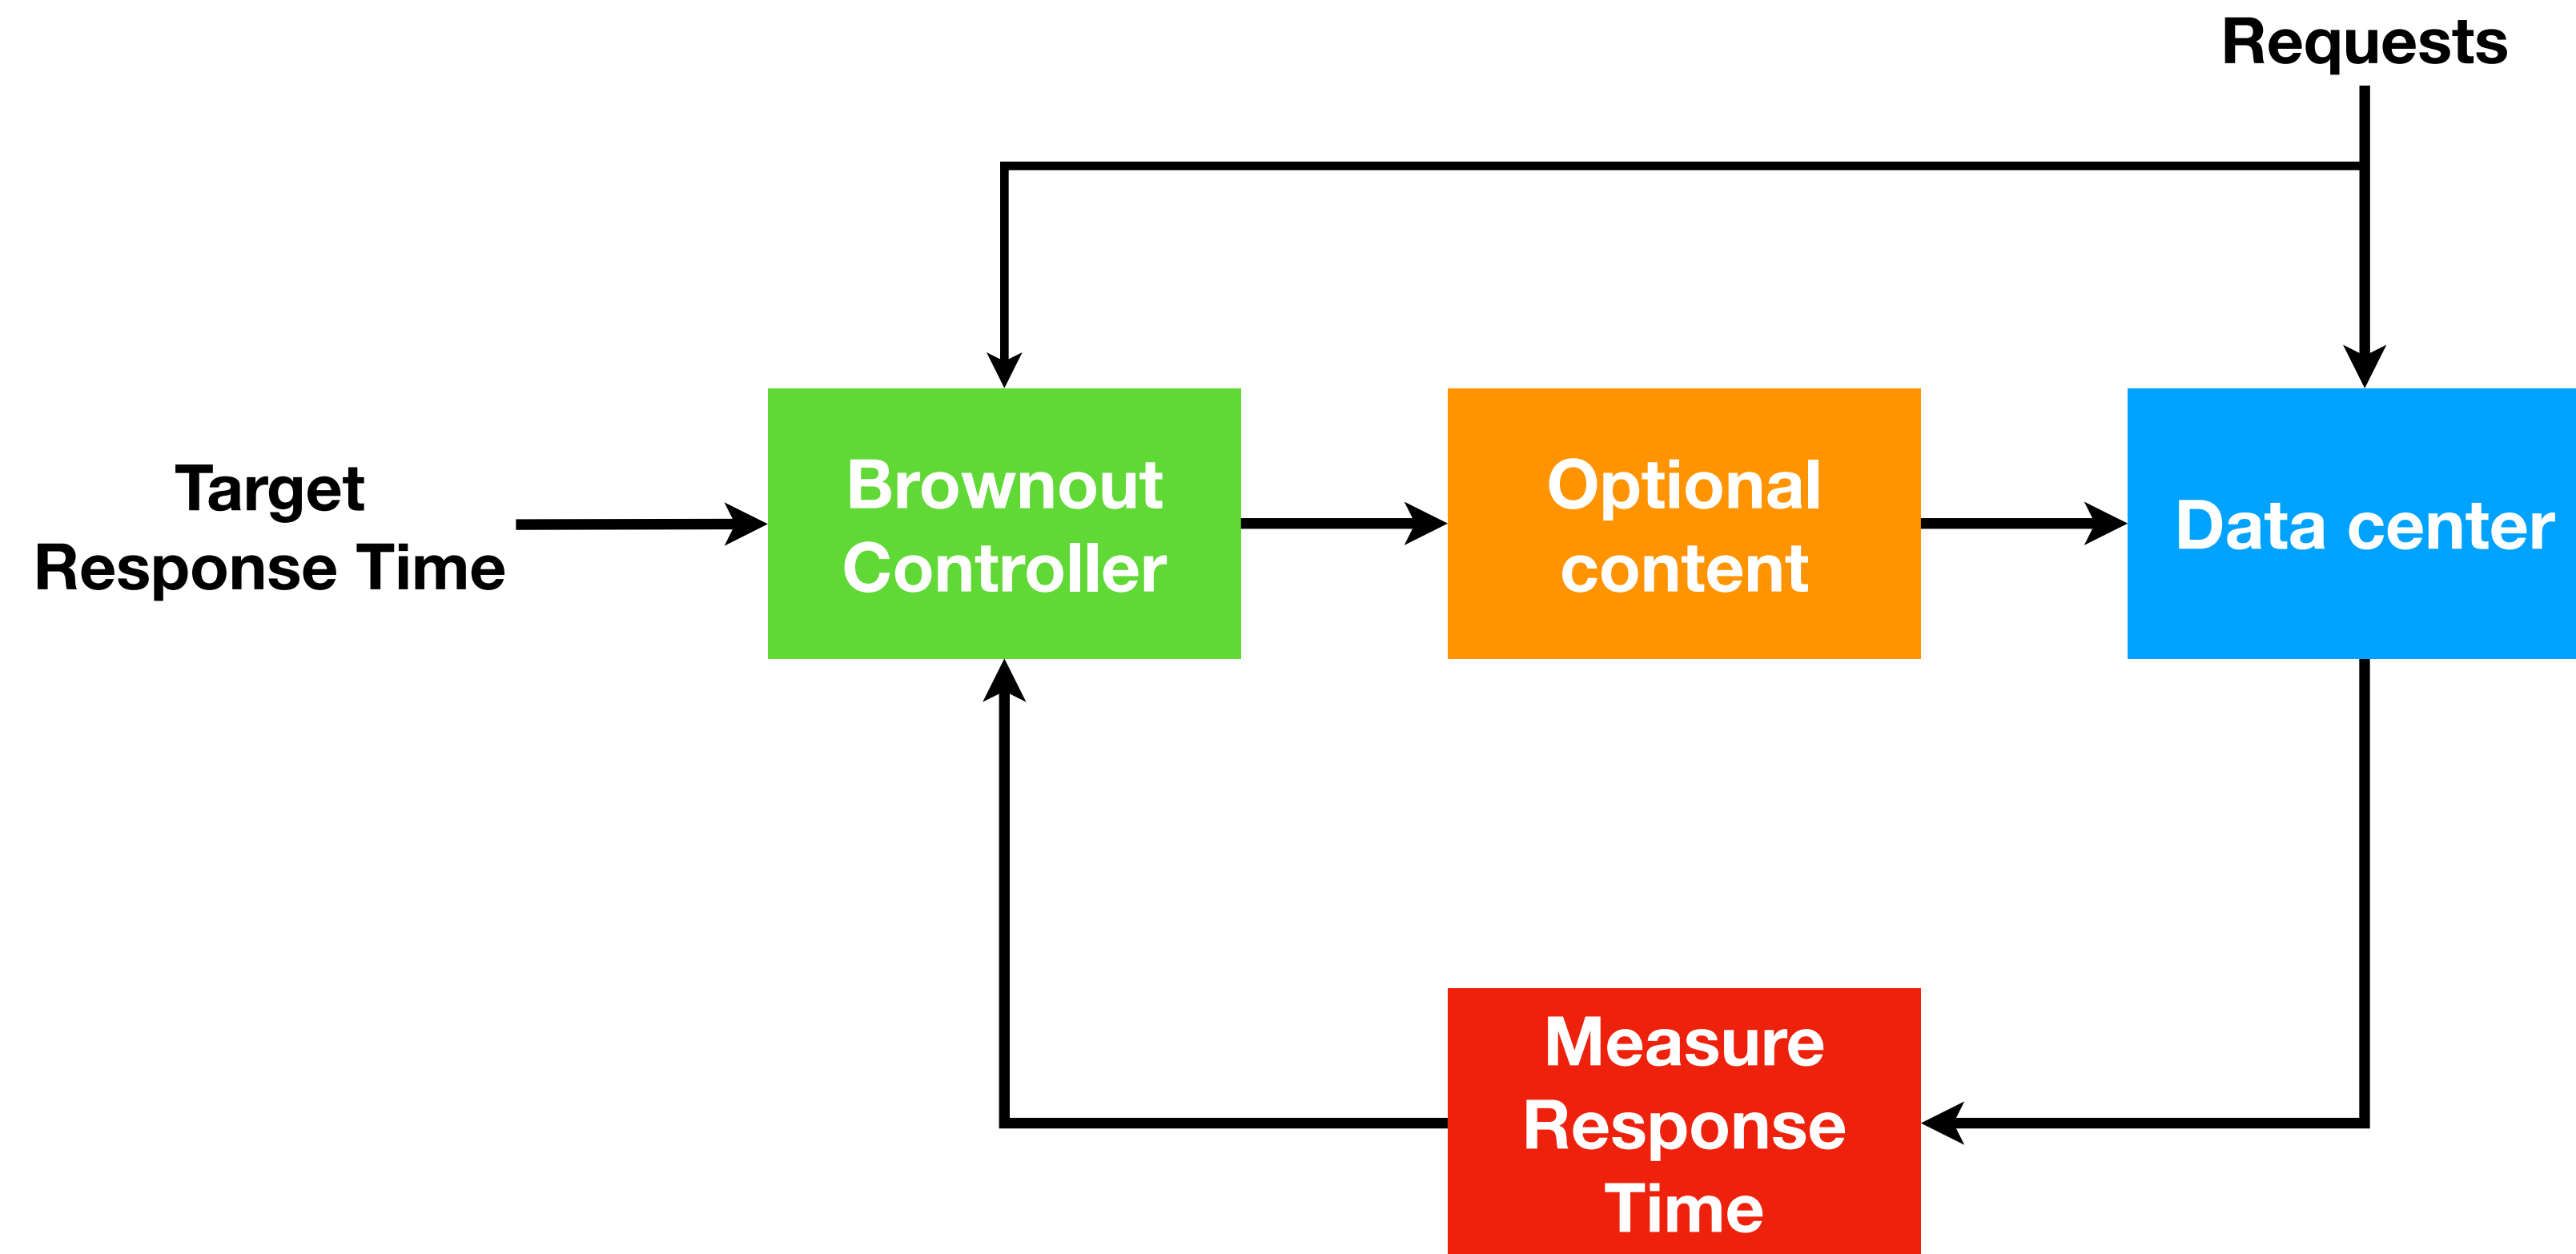 Requests
Target
Response Time
Brownout
Controller
Optional
content
Data center
Measure
Response
Time